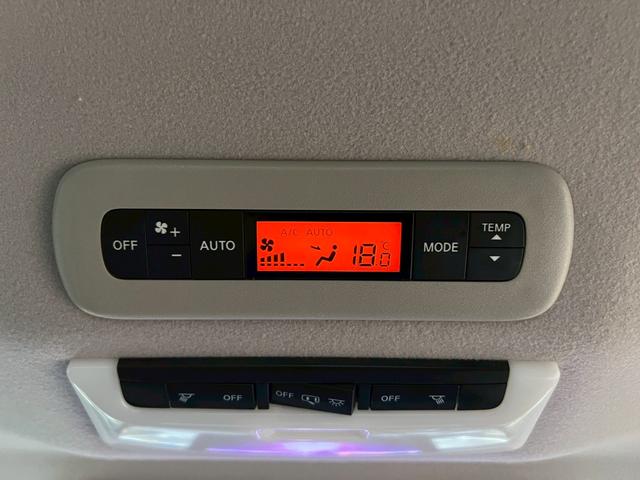 OFF + - AUTO
A/C AUTO
18.0 °C
MODE
TEMP
OFF
OFF
OFF